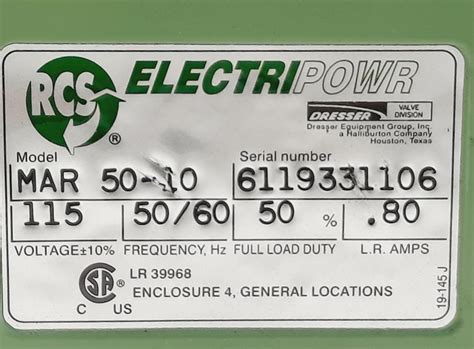 RCS ELECTRIPOWR
®
DRESSER VALVE DIVISION
Dresser Equipment Group, Inc.
a Halliburton Company
Houston, Texas
Model Serial number
MAR 50-10 6119331106
115 50/60 50 % .80
VOLTAGE±10% FREQUENCY, Hz FULL LOAD DUTY L.R. AMPS
SA LR 39968
C US ENCLOSURE 4, GENERAL LOCATIONS
19-145 J